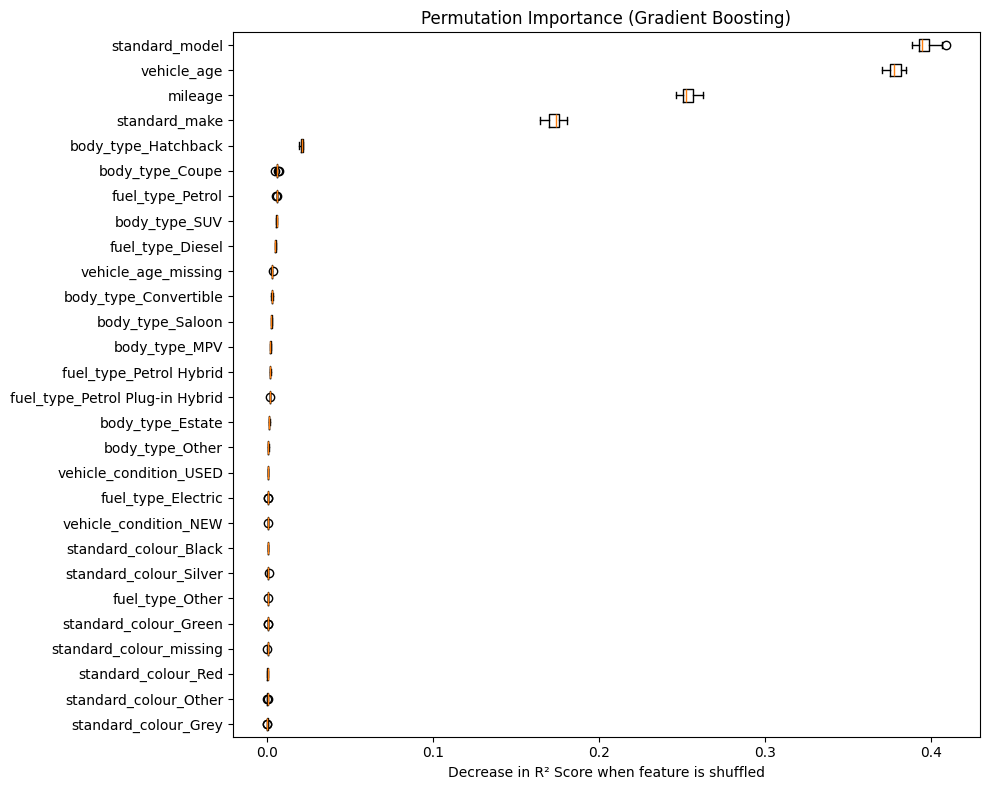 Permutation Importance (Gradient Boosting)
standard_model
vehicle_age
mileage
standard_make
body_type_Hatchback
body_type_Coupe
fuel_type_Petrol
body_type_SUV
fuel_type_Diesel
vehicle_age_missing
body_type_Convertible
body_type_Saloon
body_type_MPV
fuel_type_Petrol Hybrid
fuel_type_Petrol Plug-in Hybrid
body_type_Estate
body_type_Other
vehicle_condition_USED
fuel_type_Electric
vehicle_condition_NEW
standard_colour_Black
standard_colour_Silver
fuel_type_Other
standard_colour_Green
standard_colour_missing
standard_colour_Red
standard_colour_Other
standard_colour_Grey
0.0 0.1 0.2 0.3 0.4
Decrease in R² Score when feature is shuffled